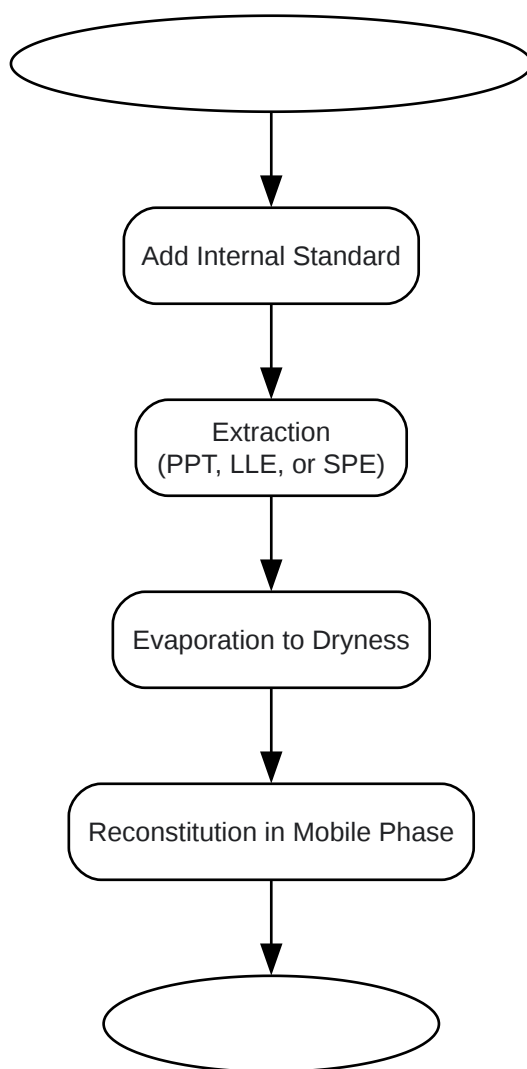 Add Internal Standard
Extraction
(PPT, LLE, or SPE)
Evaporation to Dryness
Reconstitution in Mobile Phase